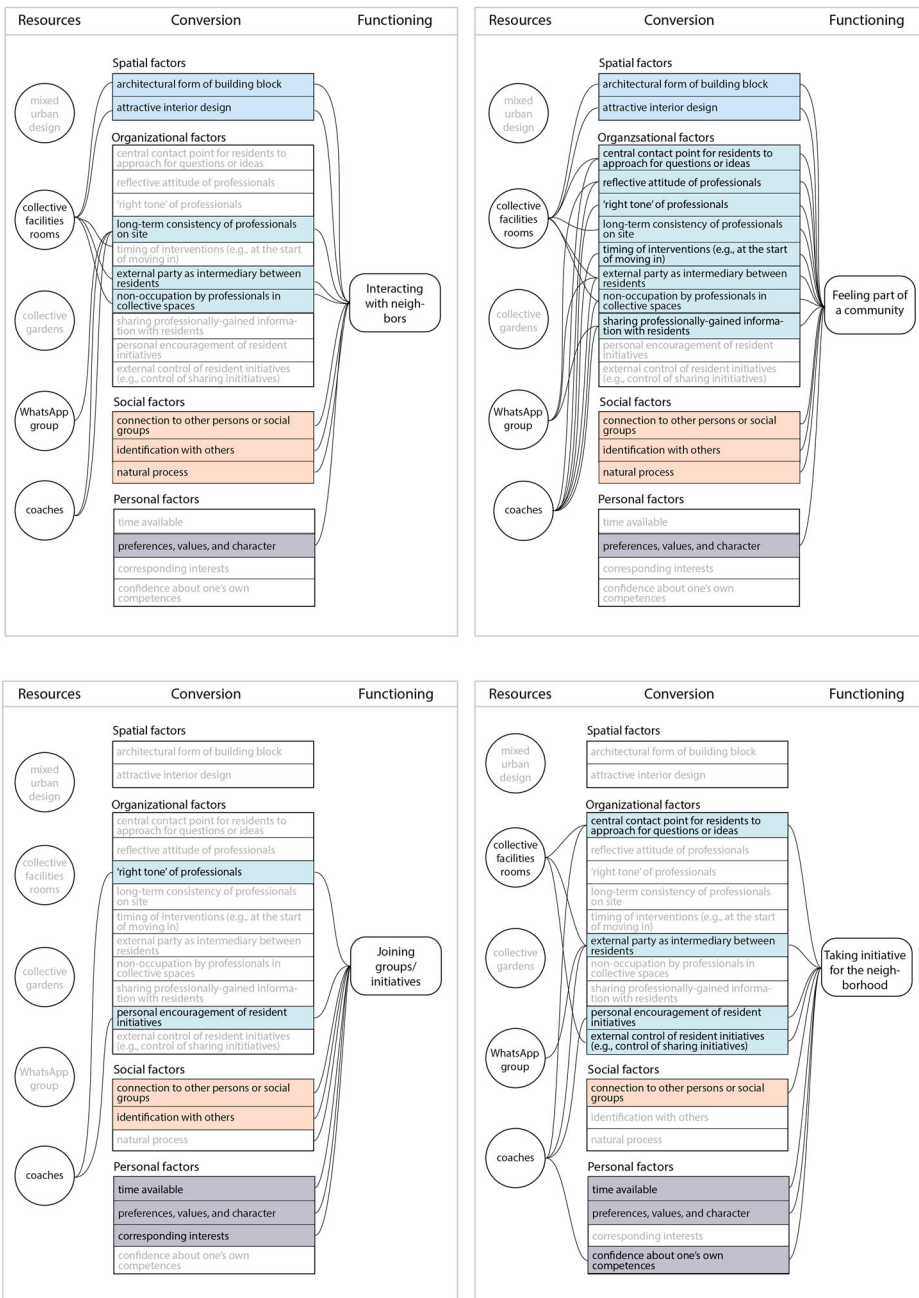 Resources Conversion Functioning
Spatial factors
architectural form of building block
attractive interior design
mixed
urban
design
Organizational factors
central contact point for residents to
approach for questions or ideas
reflective attitude of professionals
'right tone' of professionals
long-term consistency of professionals
on site
timing of interventions (e.g., at the start
of moving in)
external party as intermediary between
residents
non-occupation by professionals in
collective spaces
sharing professionally-gained informa-
tion with residents
personal encouragement of resident
initiatives
external control of resident initiatives
(e.g., control of sharing inititiatives)
collective
facilities
rooms
collective
gardens
Interacting
with neigh-
bors
Social factors
connection to other persons or social
groups
identification with others
natural process
WhatsApp
group
Personal factors
time available
preferences, values, and character
corresponding interests
confidence about one's own
competences
coaches
Resources Conversion Functioning
Spatial factors
architectural form of building block
attractive interior design
mixed
urban
design
Organzsational factors
central contact point for residents to
approach for questions or ideas
reflective attitude of professionals
'right tone' of professionals
long-term consistency of professionals
on site
timing of interventions (e.g., at the start
of moving in)
external party as intermediary between
residents
non-occupation by professionals in
collective spaces
sharing professionally-gained information
with residents
personal encouragement of resident
initiatives
external control of resident initiatives
(e.g., control of sharing inititiatives)
collective
facilities
rooms
collective
gardens
Feeling part of
a community
Social factors
connection to other persons or social
groups
identification with others
natural process
WhatsApp
group
Personal factors
time available
preferences, values, and character
corresponding interests
confidence about one's own
competences
coaches
Resources Conversion Functioning
Spatial factors
architectural form of building block
attractive interior design
mixed
urban
design
Organizational factors
central contact point for residents to
approach for questions or ideas
reflective attitude of professionals
'right tone' of professionals
long-term consistency of professionals
on site
timing of interventions (e.g., at the start
of moving in)
external party as intermediary between
residents
non-occupation by professionals in
collective spaces
sharing professionally-gained informa-
tion with residents
personal encouragement of resident
initiatives
external control of resident initiatives
(e.g., control of sharing inititiatives)
collective
facilities
rooms
collective
gardens
Joining
groups/
initiatives
Social factors
connection to other persons or social
groups
identification with others
natural process
WhatsApp
group
Personal factors
time available
preferences, values, and character
corresponding interests
confidence about one's own
competences
coaches
Resources Conversion Functioning
Spatial factors
architectural form of building block
attractive interior design
mixed
urban
design
Organizational factors
central contact point for residents to
approach for questions or ideas
reflective attitude of professionals
'right tone' of professionals
long-term consistency of professionals
on site
timing of interventions (e.g., at the start
of moving in)
external party as intermediary between
residents
non-occupation by professionals in
collective spaces
sharing professionally-gained informa-
tion with residents
personal encouragement of resident
initiatives
external control of resident initiatives
(e.g., control of sharing inititiatives)
collective
facilities
rooms
collective
gardens
Taking initiative
for the neigh-
borhood
Social factors
connection to other persons or social
groups
identification with others
natural process
WhatsApp
group
Personal factors
time available
preferences, values, and character
corresponding interests
confidence about one's own
competences
coaches